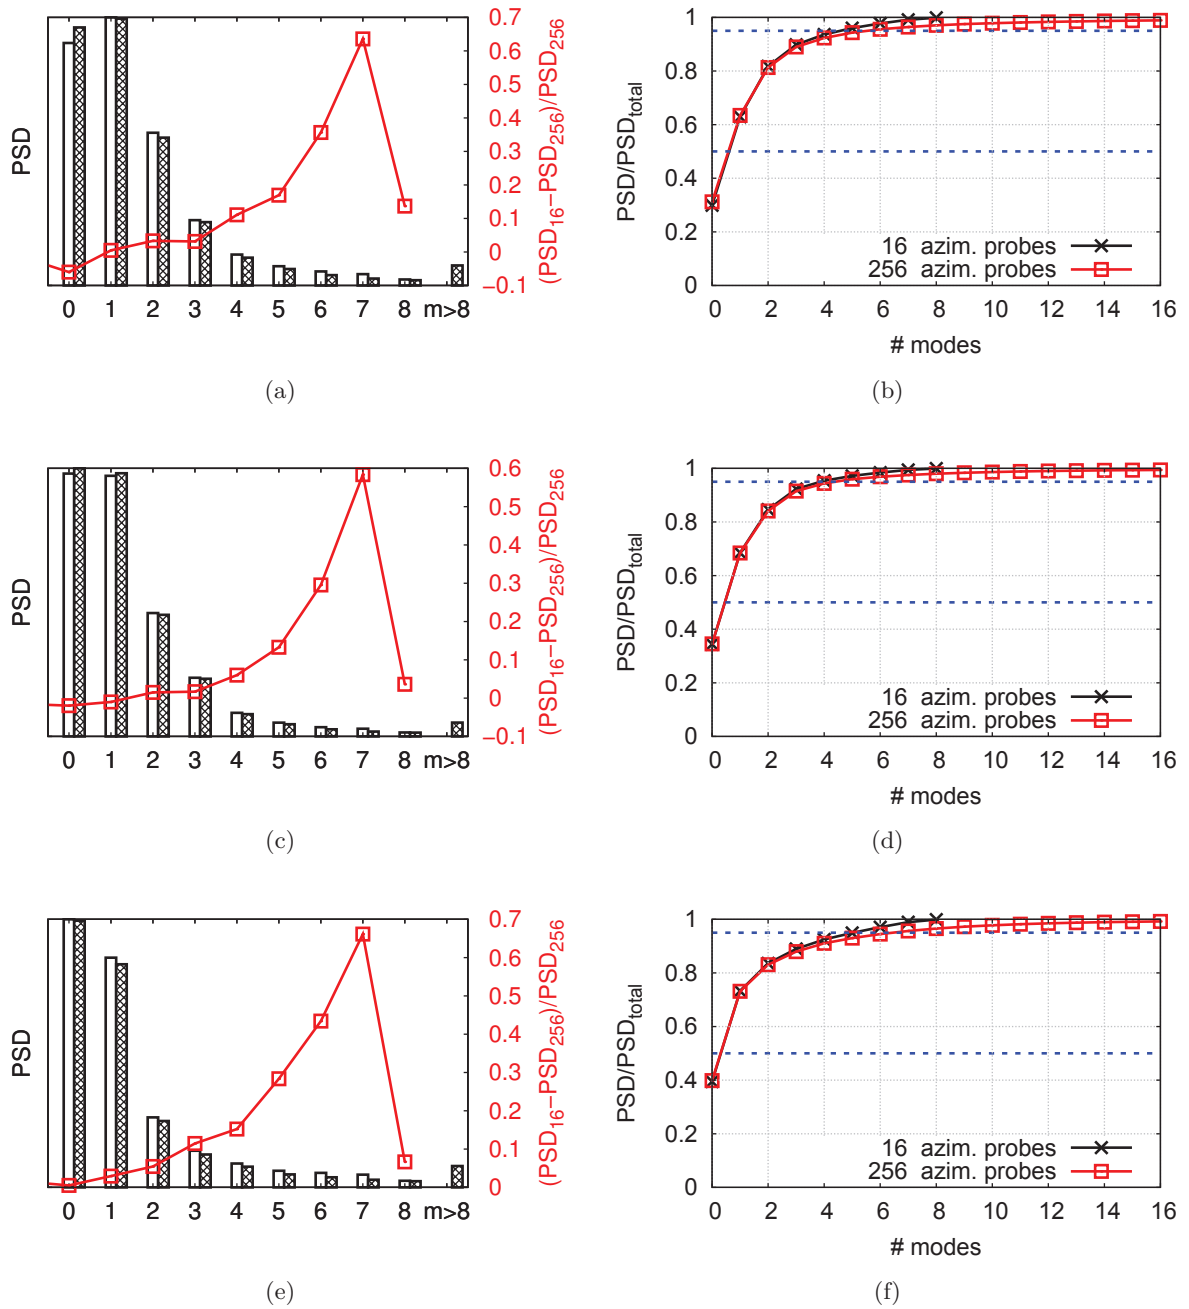 PSD
0.7
0.6
0.5
0.4
0.3
0.2
0.1
0
−0.1
(PSD16−PSD256)/PSD256
0 1 2 3 4 5 6 7 8 m>8
(a)
PSD/PSDtotal
1
0.8
0.6
0.4
0.2
0
16 azim. probes
256 azim. probes
0 2 4 6 8 10 12 14 16
# modes
(b)
PSD
0.6
0.5
0.4
0.3
0.1
0
−0.1
(PSD16−PSD256)/PSD256
0 1 2 3 4 5 6 7 8 m>8
(c)
PSD/PSDtotal
1
0.8
0.6
0.4
0.2
0
16 azim. probes
256 azim. probes
0 2 4 6 8 10 12 14 16
# modes
(d)
PSD
0.7
0.6
0.5
0.4
0.3
0.2
0.1
0
(PSD16−PSD256)/PSD256
0 1 2 3 4 5 6 7 8 m>8
(e)
PSD/PSDtotal
1
0.8
0.6
0.4
0.2
0
16 azim. probes
256 azim. probes
0 2 4 6 8 10 12 14 16
# modes
(f)